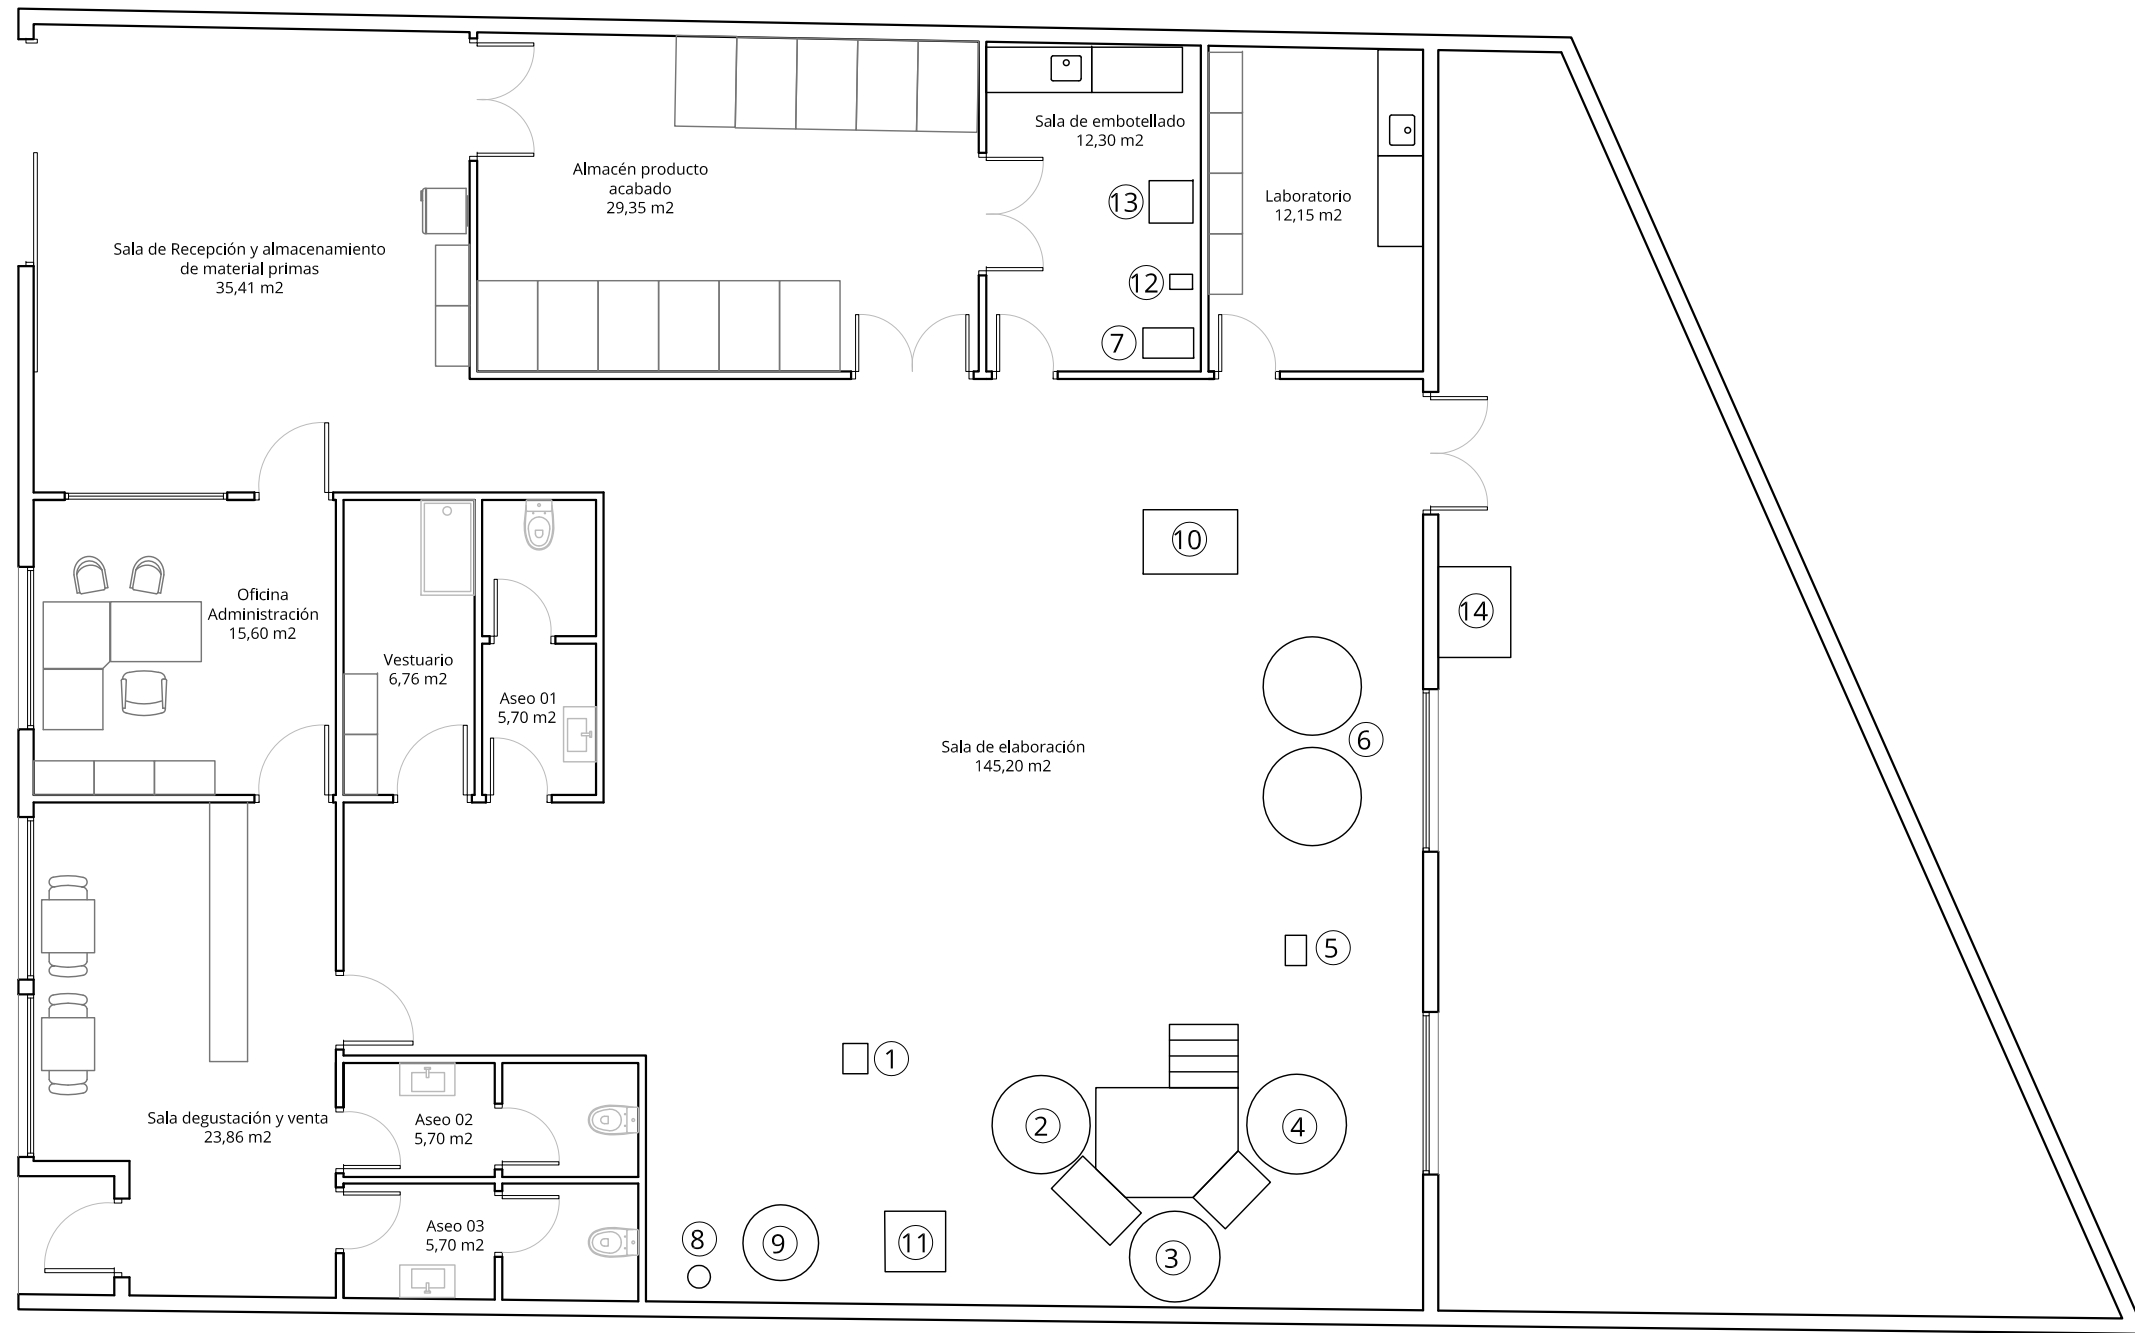 Sala de embotellado
12,30 m2
Almacén producto
acabado
29,35 m2
13
Laboratorio
12,15 m2
Sala de Recepción y almacenamiento
de material primas
35,41 m2
12
7
10
Oficina
Administración
15,60 m2
14
Vestuario
6,76 m2
Aseo 01
5,70 m2
Sala de elaboración
145,20 m2
6
5
1
Sala degustación y venta
23,86 m2
Aseo 02
5,70 m2
2
4
Aseo 03
5,70 m2
8
9
11
3